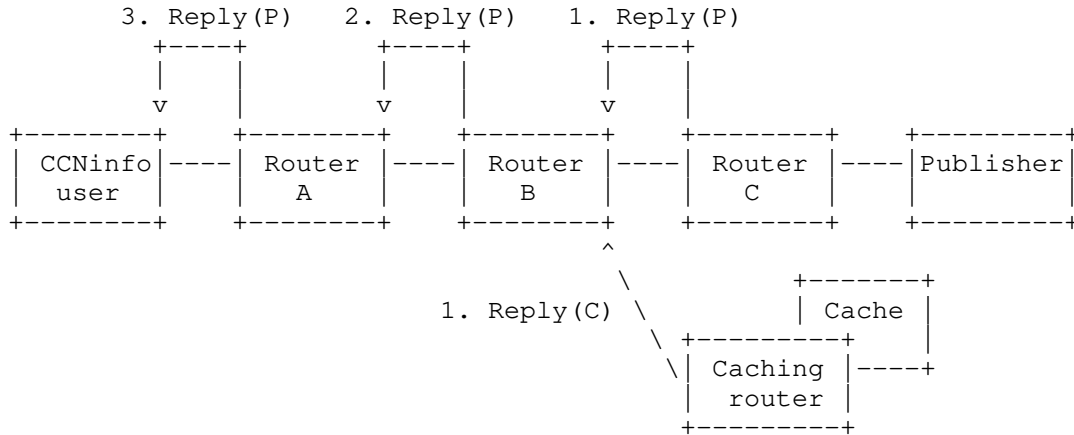 3. Reply(P) 2. Reply(P) 1. Reply(P)
CCNinfo Router Router Router Publisher
user A B C
1. Reply(C) Cache
Caching
router